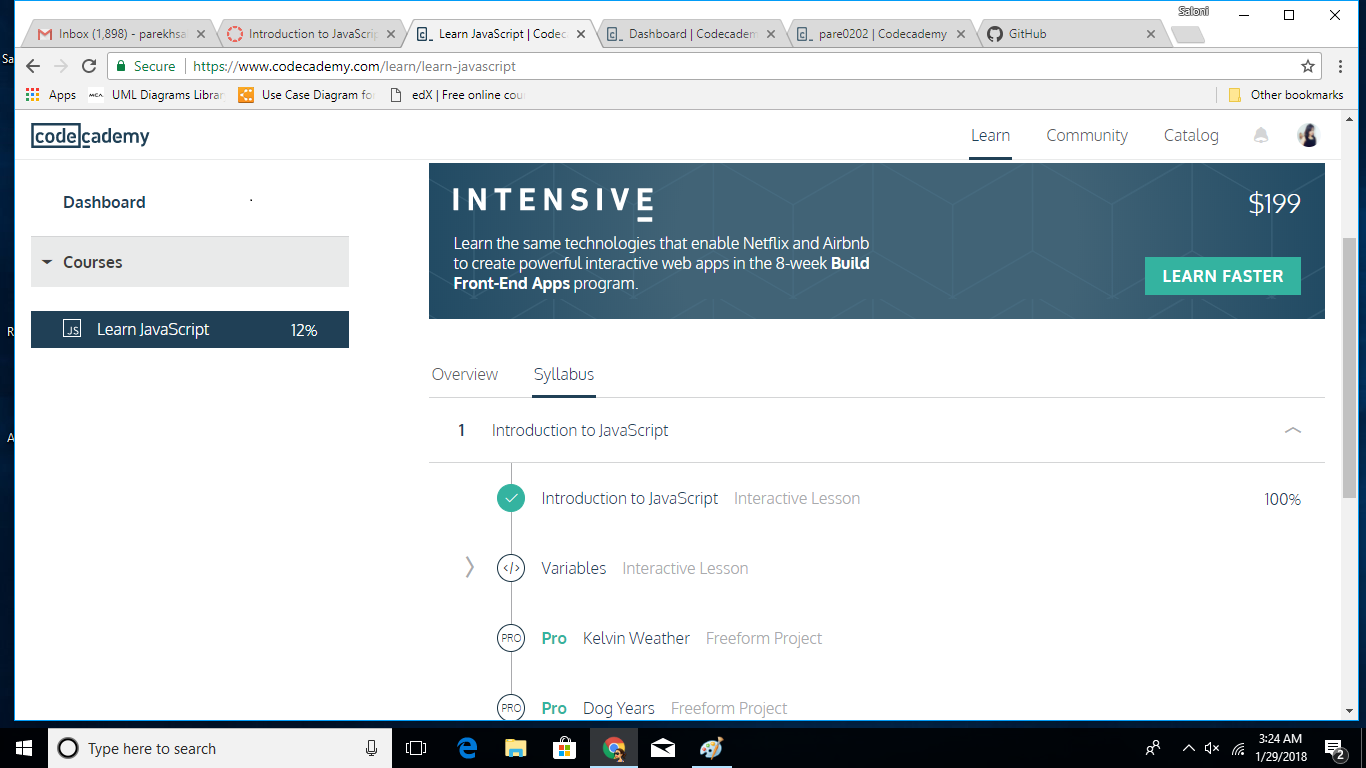 Saloni
Inbox (1,898) - parekhsa
Introduction to JavaScrip
Learn JavaScript | Codec
Dashboard | Codecadem
pare0202 | Codecademy
GitHub
Secure
https://www.codecademy.com/learn/learn-javascript
Apps
UML Diagrams Librar
Use Case Diagram fo
edX | Free online cou
Other bookmarks
codecademy
Learn
Community
Catalog
Dashboard
Courses
JS Learn JavaScript 12%
INTENSIVE
$199
Learn the same technologies that enable Netflix and Airbnb
to create powerful interactive web apps in the 8-week Build
Front-End Apps program.
LEARN FASTER
Overview
Syllabus
1 Introduction to JavaScript
Introduction to JavaScript Interactive Lesson 100%
</> Variables Interactive Lesson
PRO Pro Kelvin Weather Freeform Project
PRO Pro Dog Years Freeform Project
Type here to search
3:24 AM
1/29/2018
2